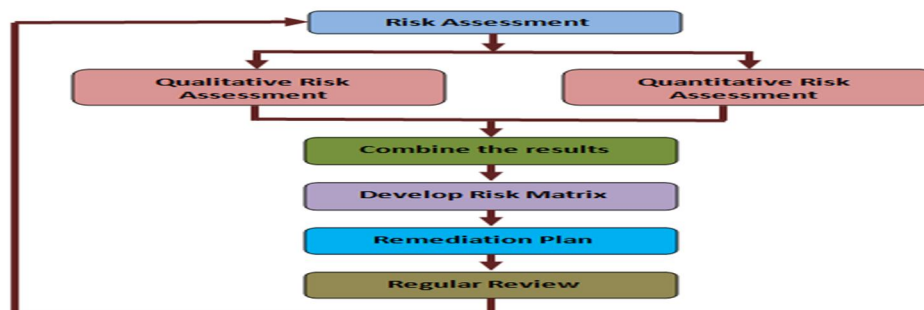 Risk Assessment
Qualitative Risk
Assessment
Quantitative Risk
Assessment
Combine the results
Develop Risk Matrix
Remediation Plan
Regular Review